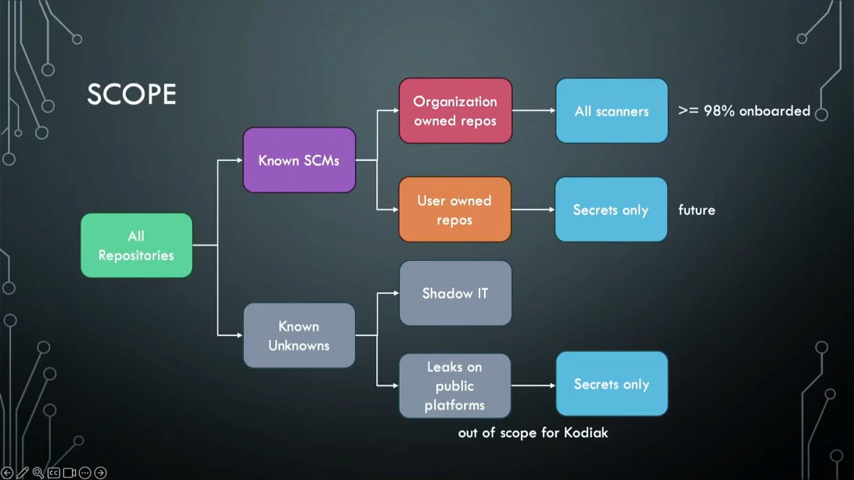 SCOPE
Organization
owned repos
All scanners
>= 98% onboarded
Known SCMs
User owned
repos
Secrets only
future
All
Repositories
Shadow IT
Known
Unknowns
Leaks on
public
platforms
Secrets only
out of scope for Kodiak
CC